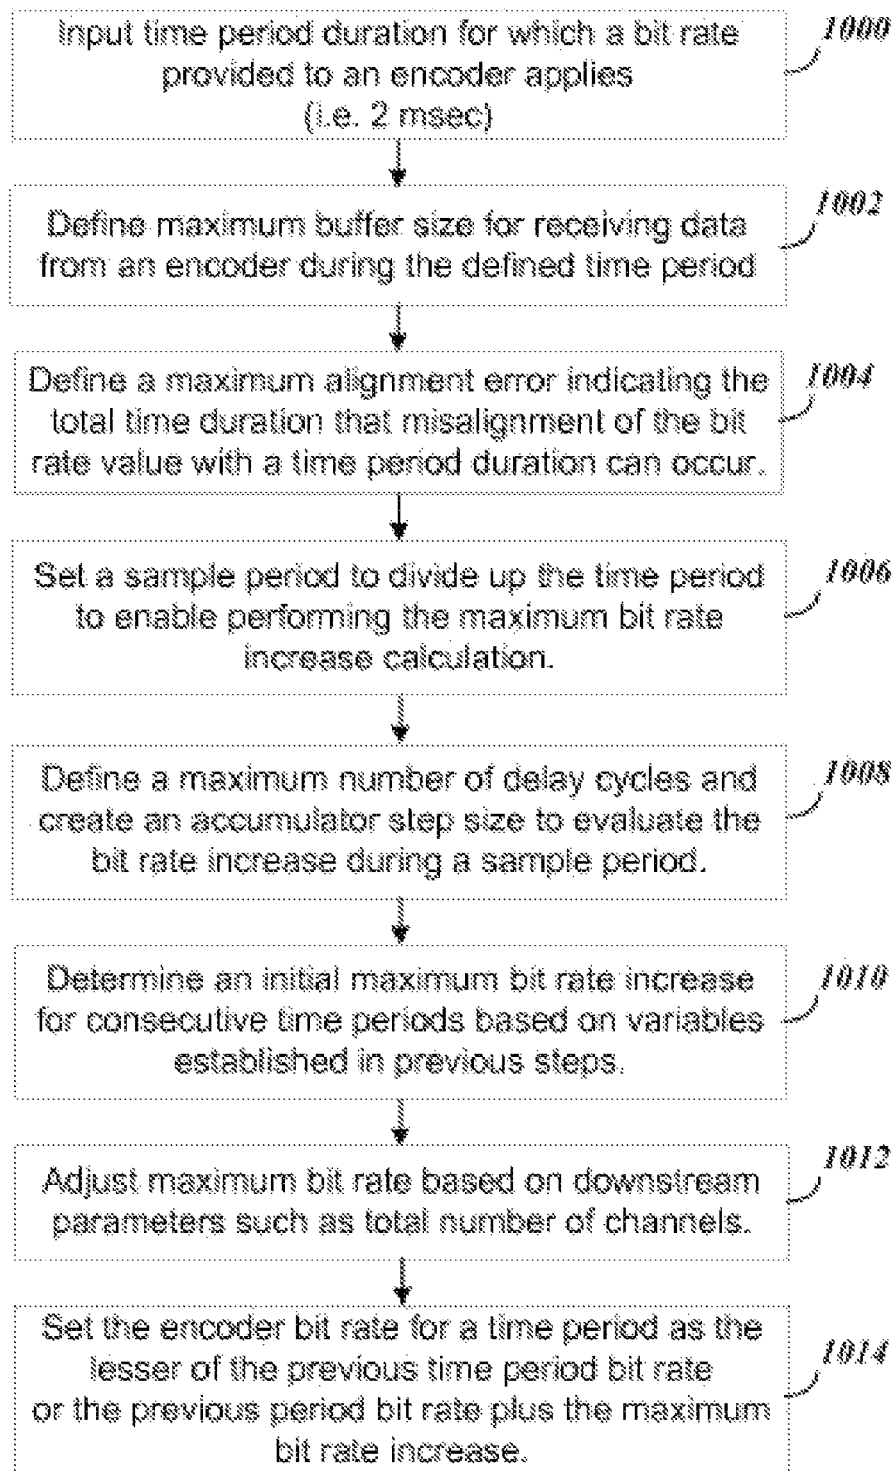 Input time period duration for which a bit rate
provided to an encoder applies
(i.e. 2 msec)
1000
Define maximum buffer size for receiving data
from an encoder during the defined time period
1002
Define a maximum alignment error indicating the
total time duration that misalignment of the bit
rate value with a time period duration can occur.
1004
Set a sample period to divide up the time period
to enable performing the maximum bit rate
increase calculation.
1006
Define a maximum number of delay cycles and
create an accumulator step size to evaluate the
bit rate increase during a sample period.
1008
Determine an initial maximum bit rate increase
for consecutive time periods based on variables
established in previous steps.
1010
Adjust maximum bit rate based on downstream
parameters such as total number of channels.
1012
Set the encoder bit rate for a time period as the
lesser of the previous time period bit rate
or the previous period bit rate plus the maximum
bit rate increase.
1014